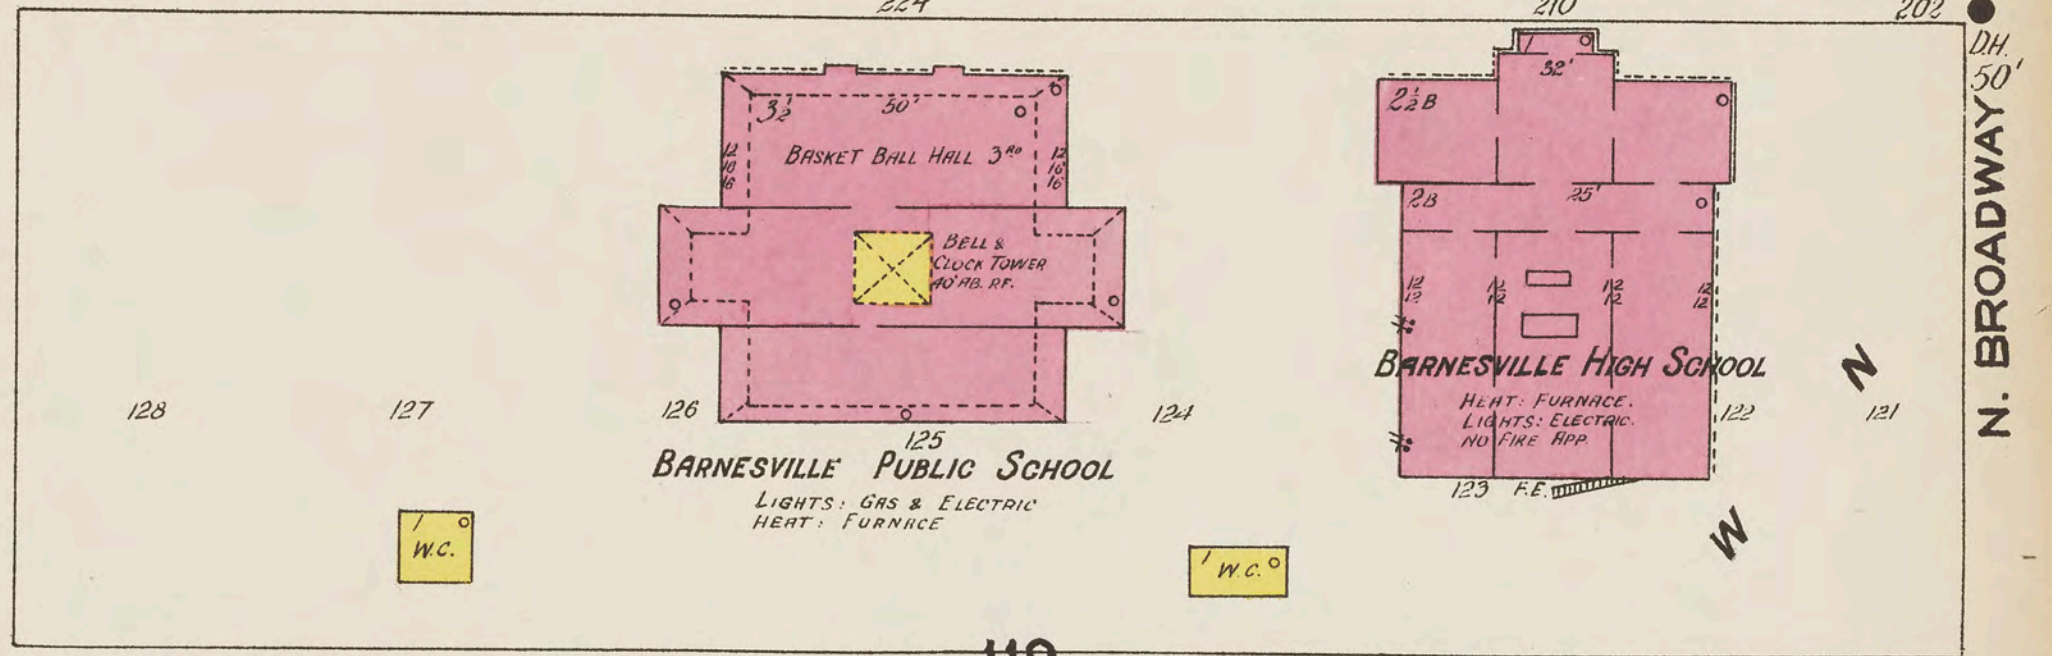 224
210
202
D.H.
50'
N. BROADWAY
32'
3½
50'
2½ B
BASKET BALL HALL 3RD
12
10
16
12
16
16
2B
25'
BELL &
CLOCK TOWER
40' AB. RF.
12
12
12
12
12
12
12
12
BARNESVILLE HIGH SCHOOL
HEAT: FURNACE.
LIGHTS: ELECTRIC.
NO FIRE APP.
N
128
127
126
124
122
121
125
BARNESVILLE PUBLIC SCHOOL
LIGHTS: GAS & ELECTRIC
HEAT: FURNACE
123
F.E.
W
1
W.C.
1
W.C.
1